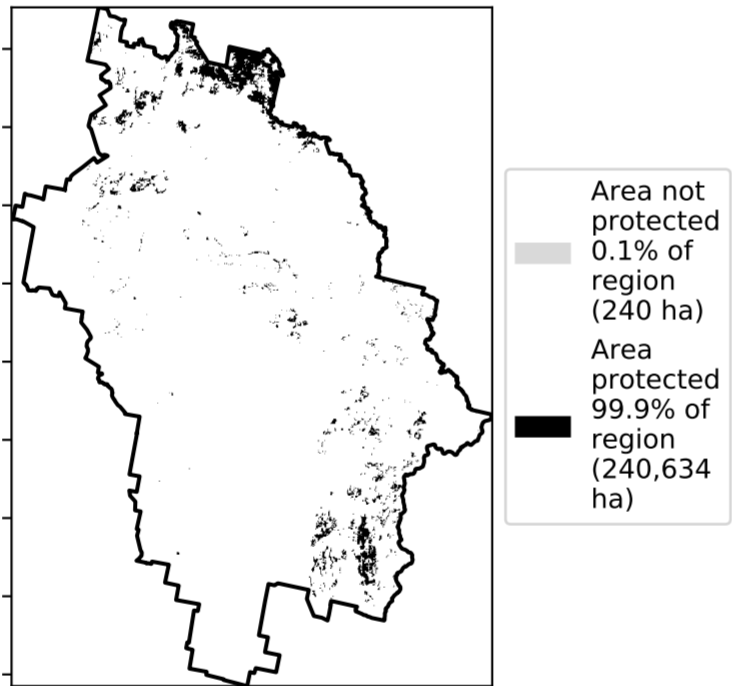 Area not
protected
0.1% of
region
(240 ha)
Area
protected
99.9% of
region
(240,634
ha)